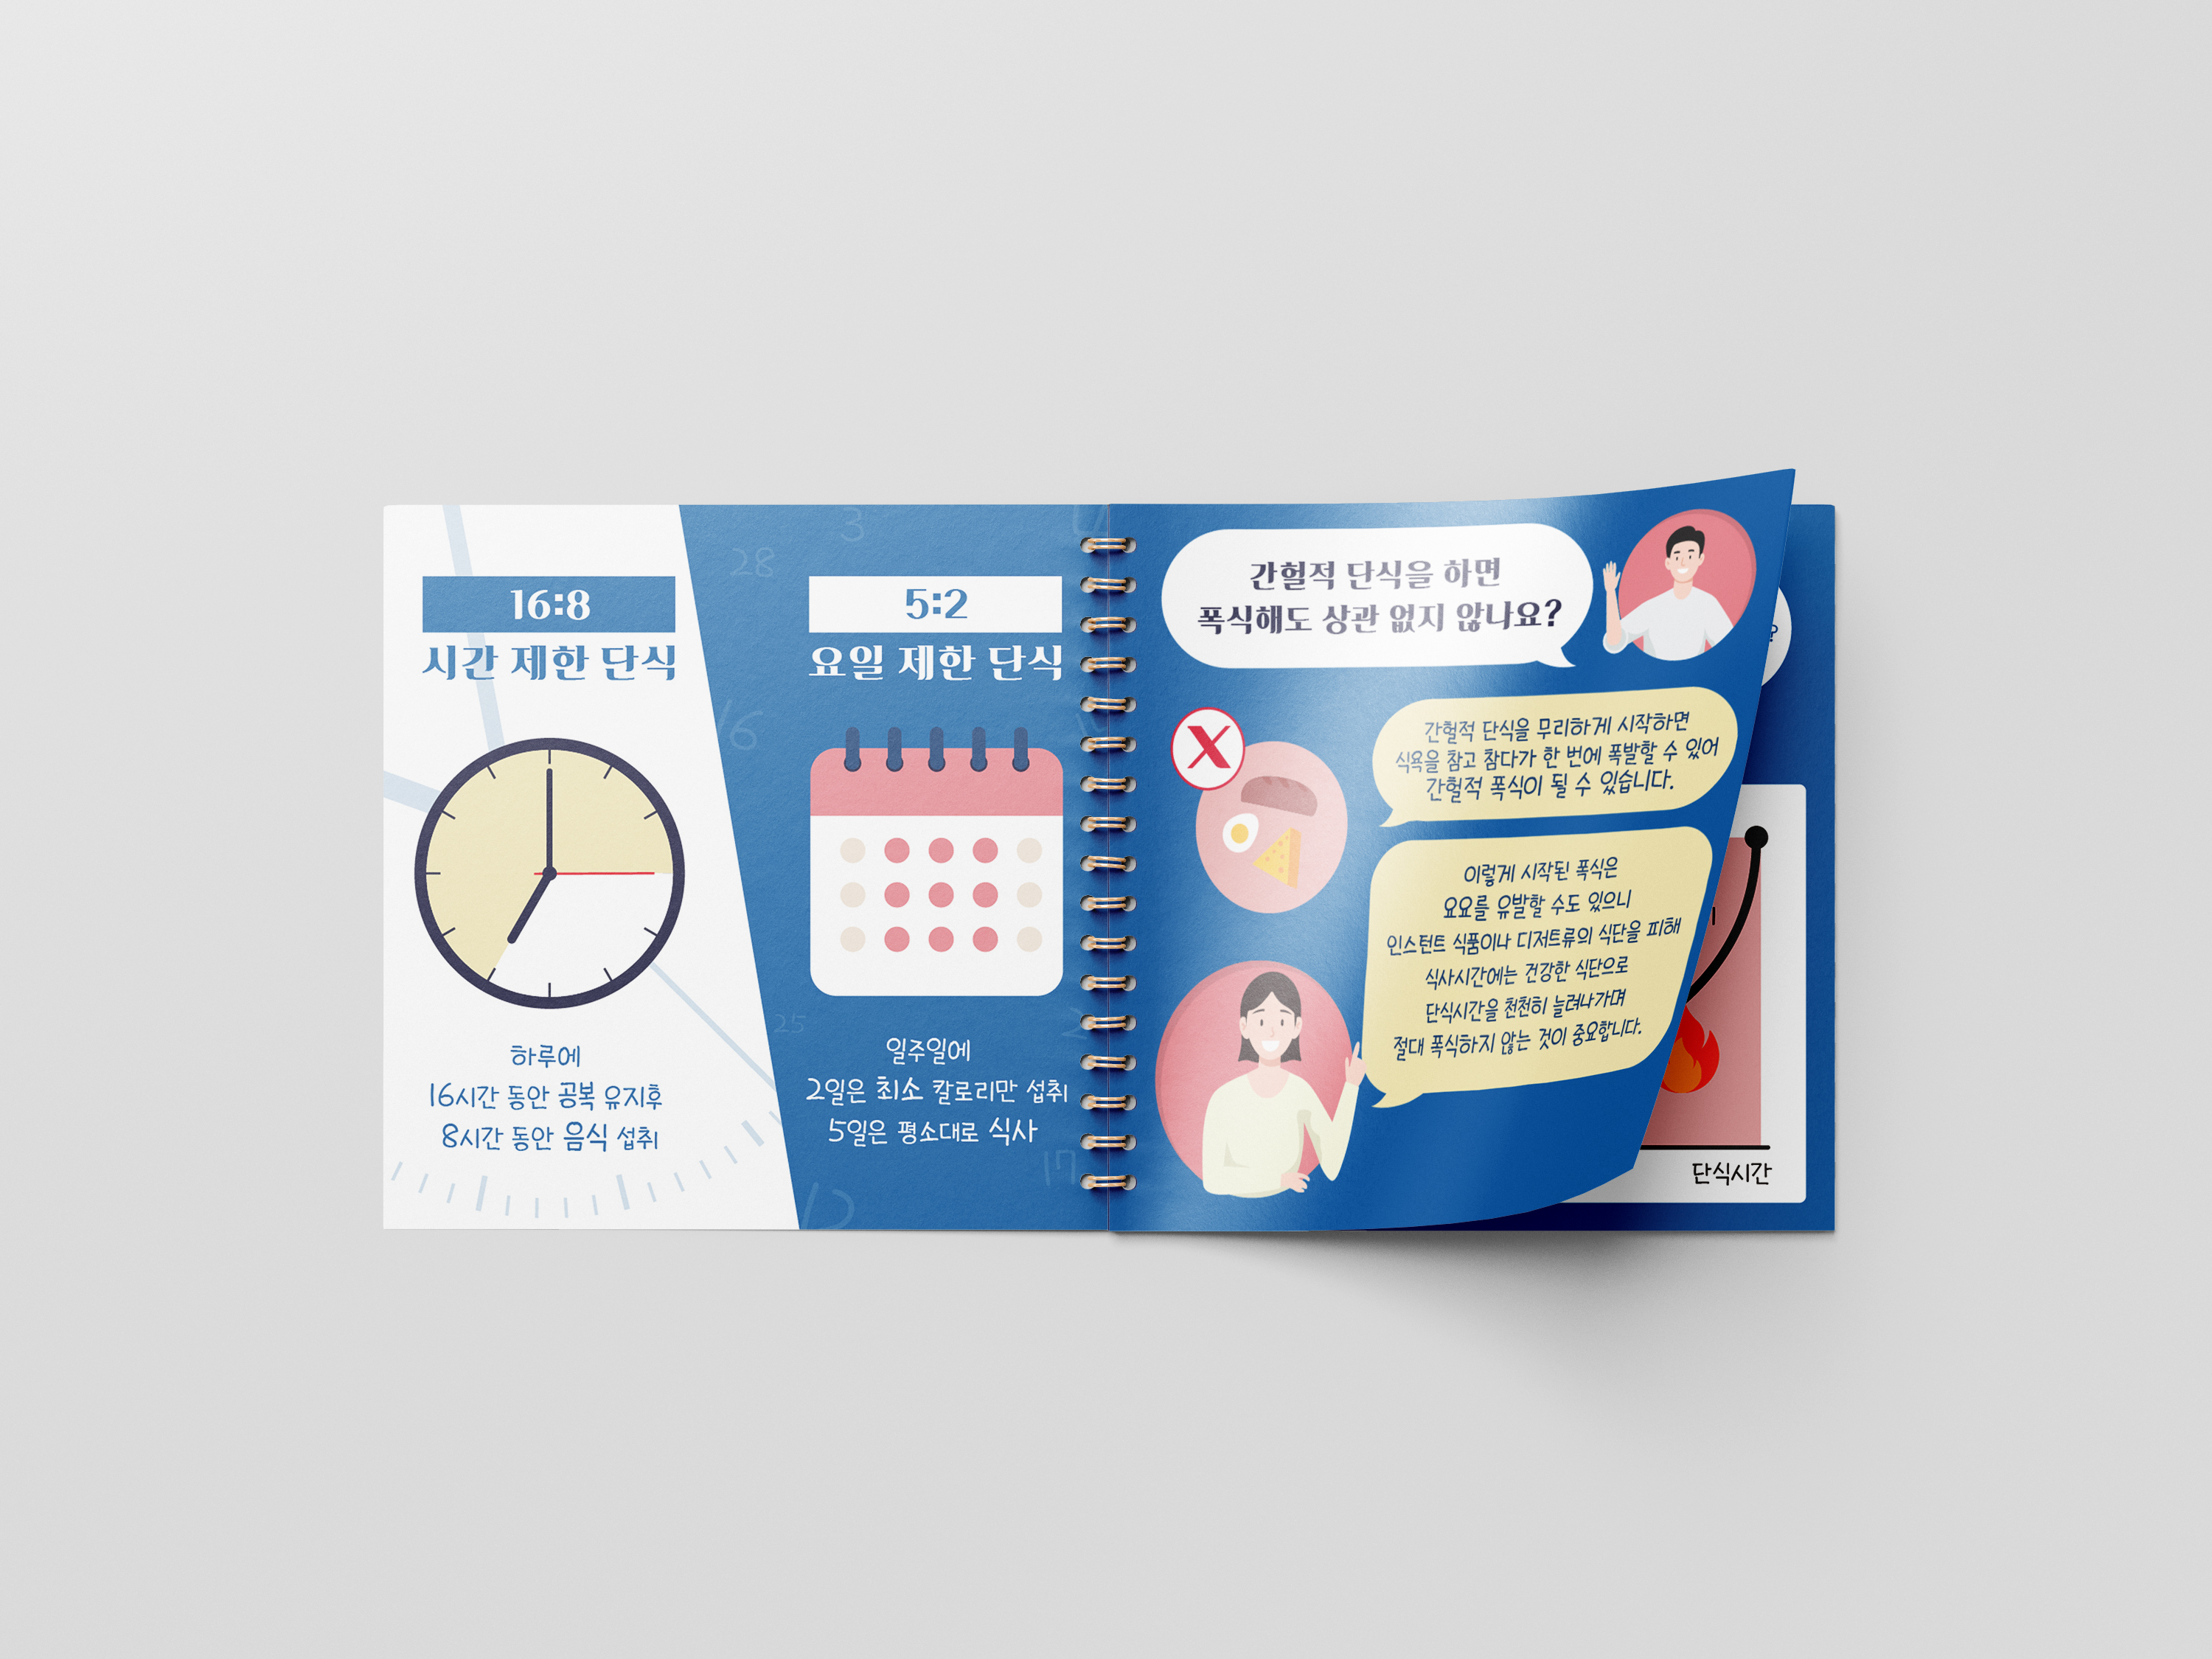 16:8
시간 제한 단식
하루에
16시간 동안 공복 유지후
8시간 동안 음식 섭취
3
28
16
25
17
5:2
요일 제한 단식
일주일에
2일은 최소 칼로리만 섭취
5일은 평소대로 식사
간헐적 단식을 하면
폭식해도 상관 없지 않나요?
X
간헐적 단식을 무리하게 시작하면
식욕을 참고 참다가 한 번에 폭발할 수 있어
간헐적 폭식이 될 수 있습니다.
이렇게 시작된 폭식은
요요를 유발할 수도 있으니
인스턴트 식품이나 디저트류의 식단을 피해
식사시간에는 건강한 식단으로
단식시간을 천천히 늘려나가며
절대 폭식하지 않는 것이 중요합니다.
?
단식시간